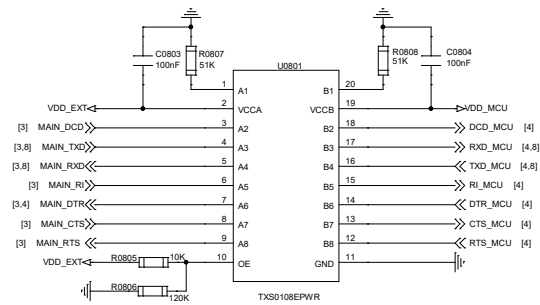 C0803 R0807
100nF 51K
U0801
R0808 C0804
51K 100nF
1 A1 B1 20
VDD_EXT 2 VCCA VCCB 19 VDD_MCU
[3] MAIN_DCD 3 A2 B2 18 DCD_MCU [4]
[3,8] MAIN_TXD 4 A3 B3 17 RXD_MCU [4,8]
[3,8] MAIN_RXD 5 A4 B4 16 TXD_MCU [4,8]
[3] MAIN_RI 6 A5 B5 15 RI_MCU [4]
[3,4] MAIN_DTR 7 A6 B6 14 DTR_MCU [4]
[3] MAIN_CTS 8 A7 B7 13 CTS_MCU [4]
[3] MAIN_RTS 9 A8 B8 12 RTS_MCU [4]
VDD_EXT R0805 10K 10 OE GND 11
R0806 120K
TXS0108EPWR